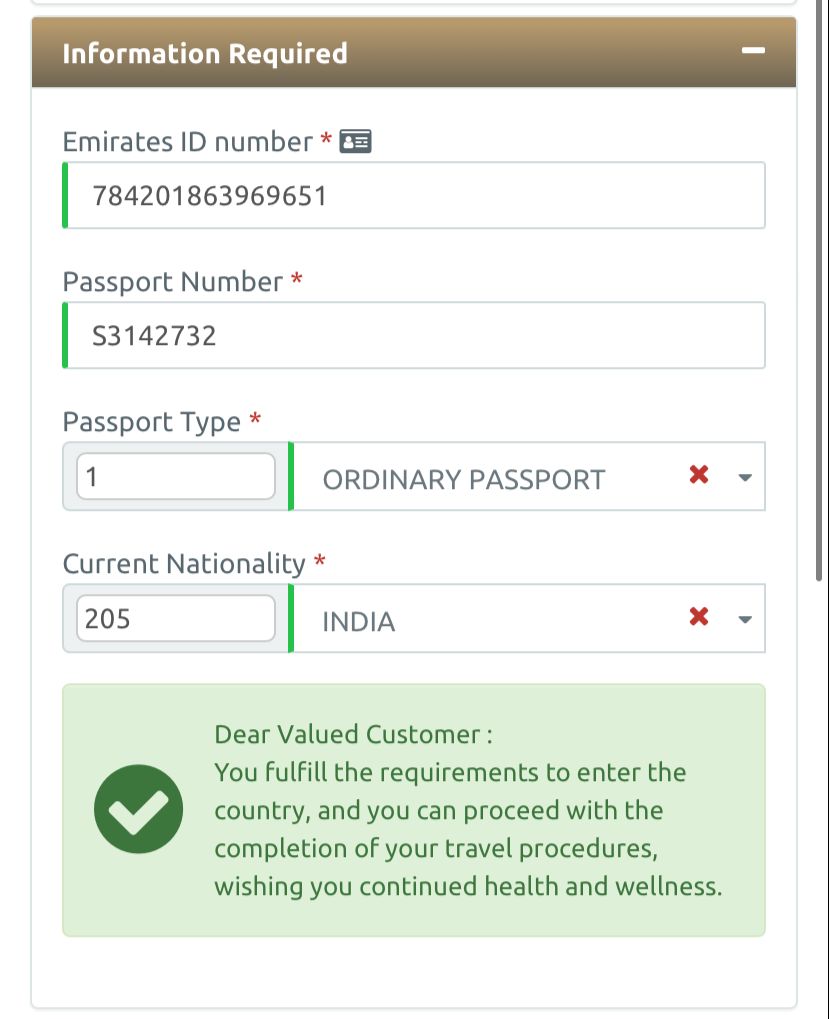 Information Required
Emirates ID number *
784201863969651
Passport Number *
S3142732
Passport Type *
1 ORDINARY PASSPORT
Current Nationality *
205 INDIA
Dear Valued Customer :
You fulfill the requirements to enter the
country, and you can proceed with the
completion of your travel procedures,
wishing you continued health and wellness.